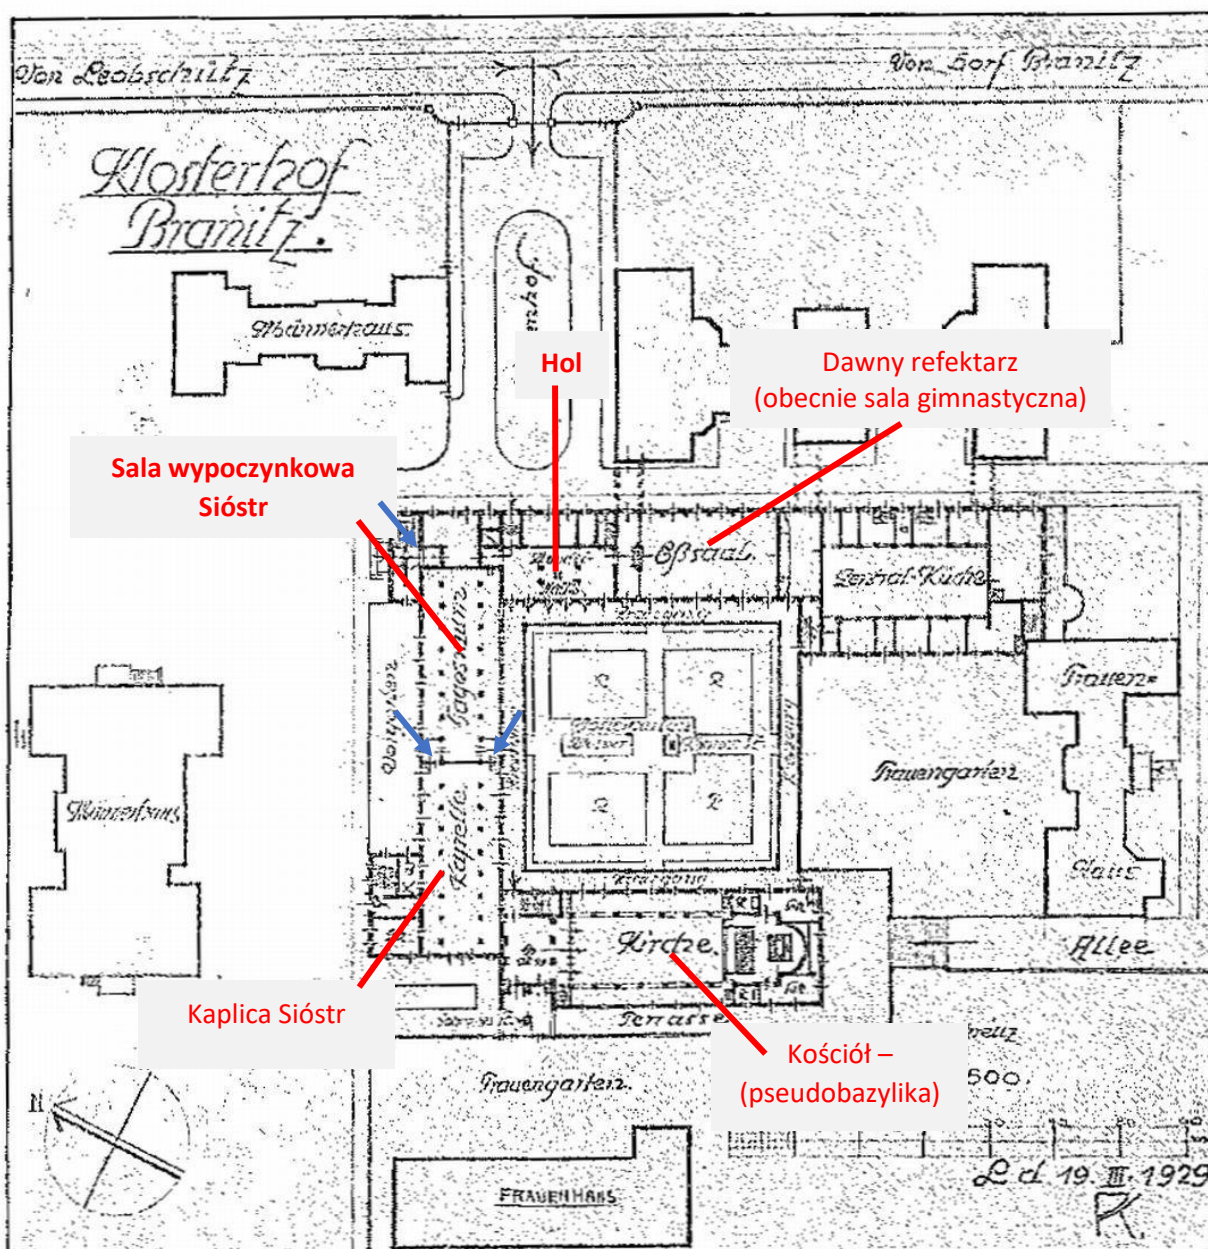 Von Leobschütz
Von Dorf Branitz
Klosterhof
Branitz.
Männerhaus.
Hol
Dawny refektarz
(obecnie sala gimnastyczna)
Sala wypoczynkowa
Sióstr
Eßsaal.
Zentral-Küche
Tagesraum
Frauen=
Haus
Frauengarten
Männerhaus
Kapelle
Kirche.
Allee
Kaplica Sióstr
Terrasse
Kościół –
(pseudobazylika)
Frauengarten.
500.
N
FRAUENHAUS
19. III. 1929